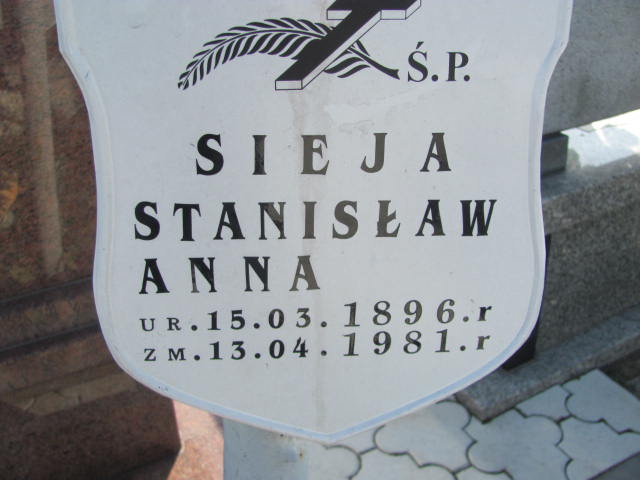 Ś.P.
SIEJA
STANISŁAW
ANNA
UR.15.03.1896.r
ZM.13.04.1981.r